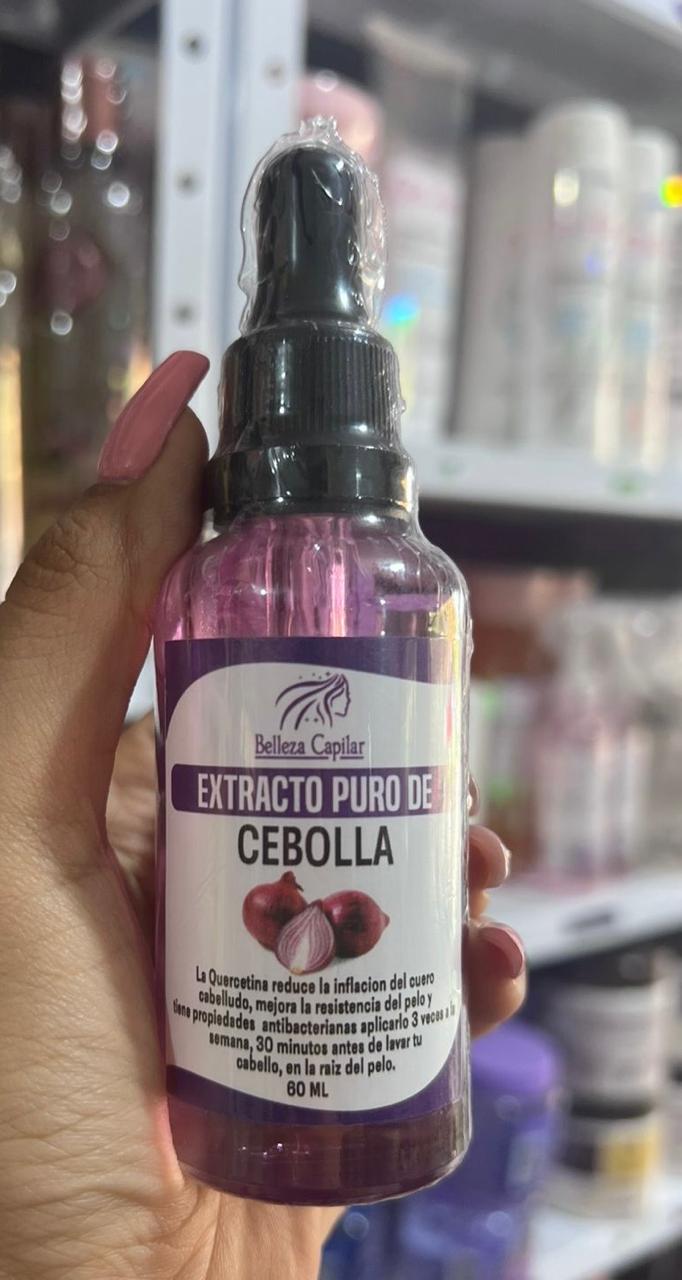 Belleza Capilar
EXTRACTO PURO DE
CEBOLLA
La Quercetina reduce la inflacion del cuero
cabelludo, mejora la resistencia del pelo y
tiene propiedades antibacterianas aplicarlo 3 veces a la
semana, 30 minutos antes de lavar tu
cabello, en la raiz del pelo.
60 ML